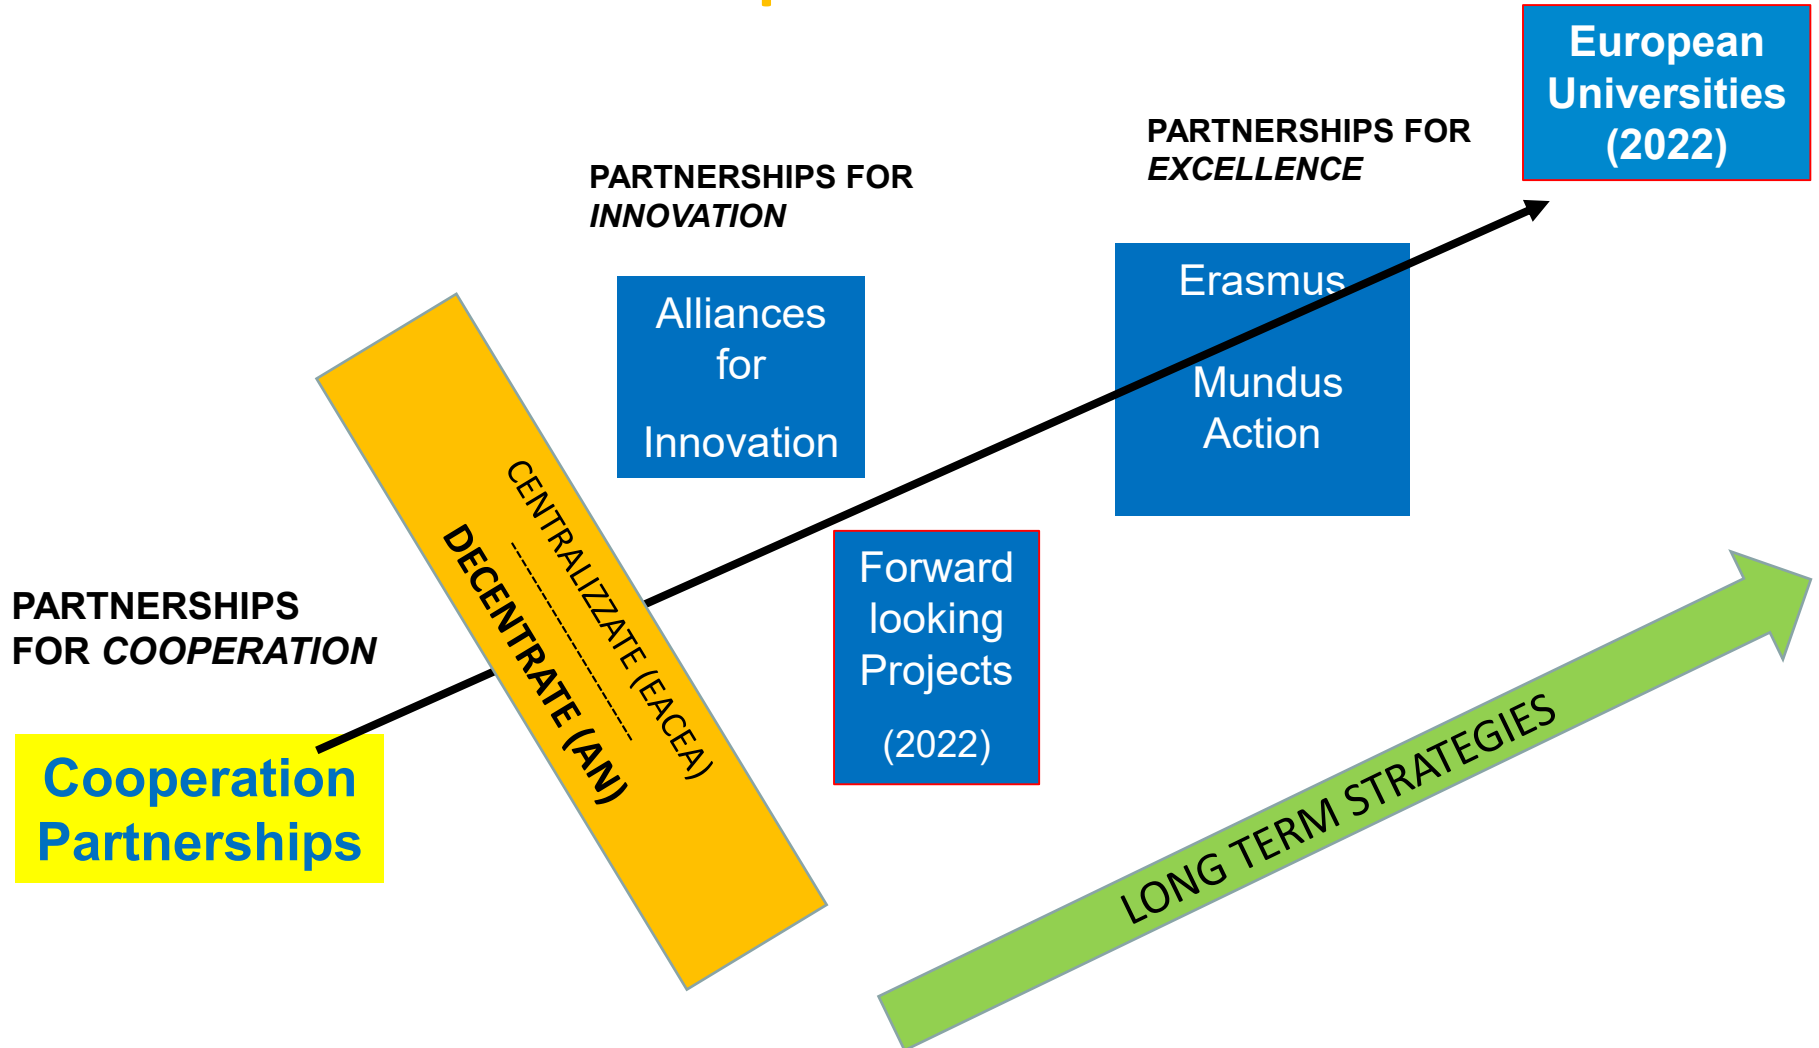 European
Universities
(2022)
PARTNERSHIPS FOR
EXCELLENCE
PARTNERSHIPS FOR
INNOVATION
Erasmus
Mundus
Action
Alliances
for
Innovation
CENTRALIZZATE (EACEA)
DECENTRATE (AN)
Forward
looking
Projects
(2022)
PARTNERSHIPS
FOR COOPERATION
Cooperation
Partnerships
LONG TERM STRATEGIES